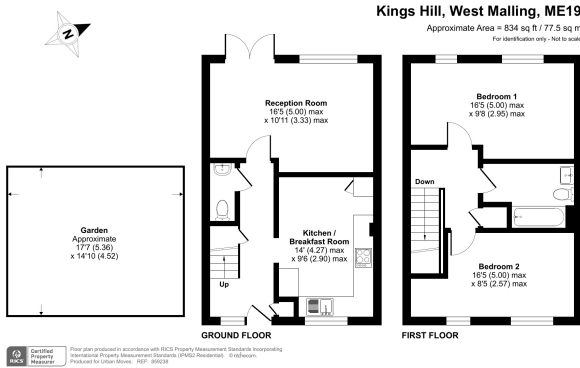 Kings Hill, West Malling, ME19
Approximate Area = 834 sq ft / 77.5 sq m
For identification only - Not to scale
N
Reception Room
16'5 (5.00) max
x 10'11 (3.33) max
Kitchen /
Breakfast Room
14' (4.27) max
x 9'6 (2.90) max
Up
GROUND FLOOR
Garden
Approximate
17'7 (5.36)
x 14'10 (4.52)
Bedroom 1
16'5 (5.00) max
x 9'8 (2.95) max
Down
Bedroom 2
16'5 (5.00) max
x 8'5 (2.57) max
FIRST FLOOR
RICS
Certified
Property
Measurer
Floor plan produced in accordance with RICS Property Measurement Standards incorporating
International Property Measurement Standards (IPMS2 Residential). © nichecom
Produced for Urban Moves. REF: 859238